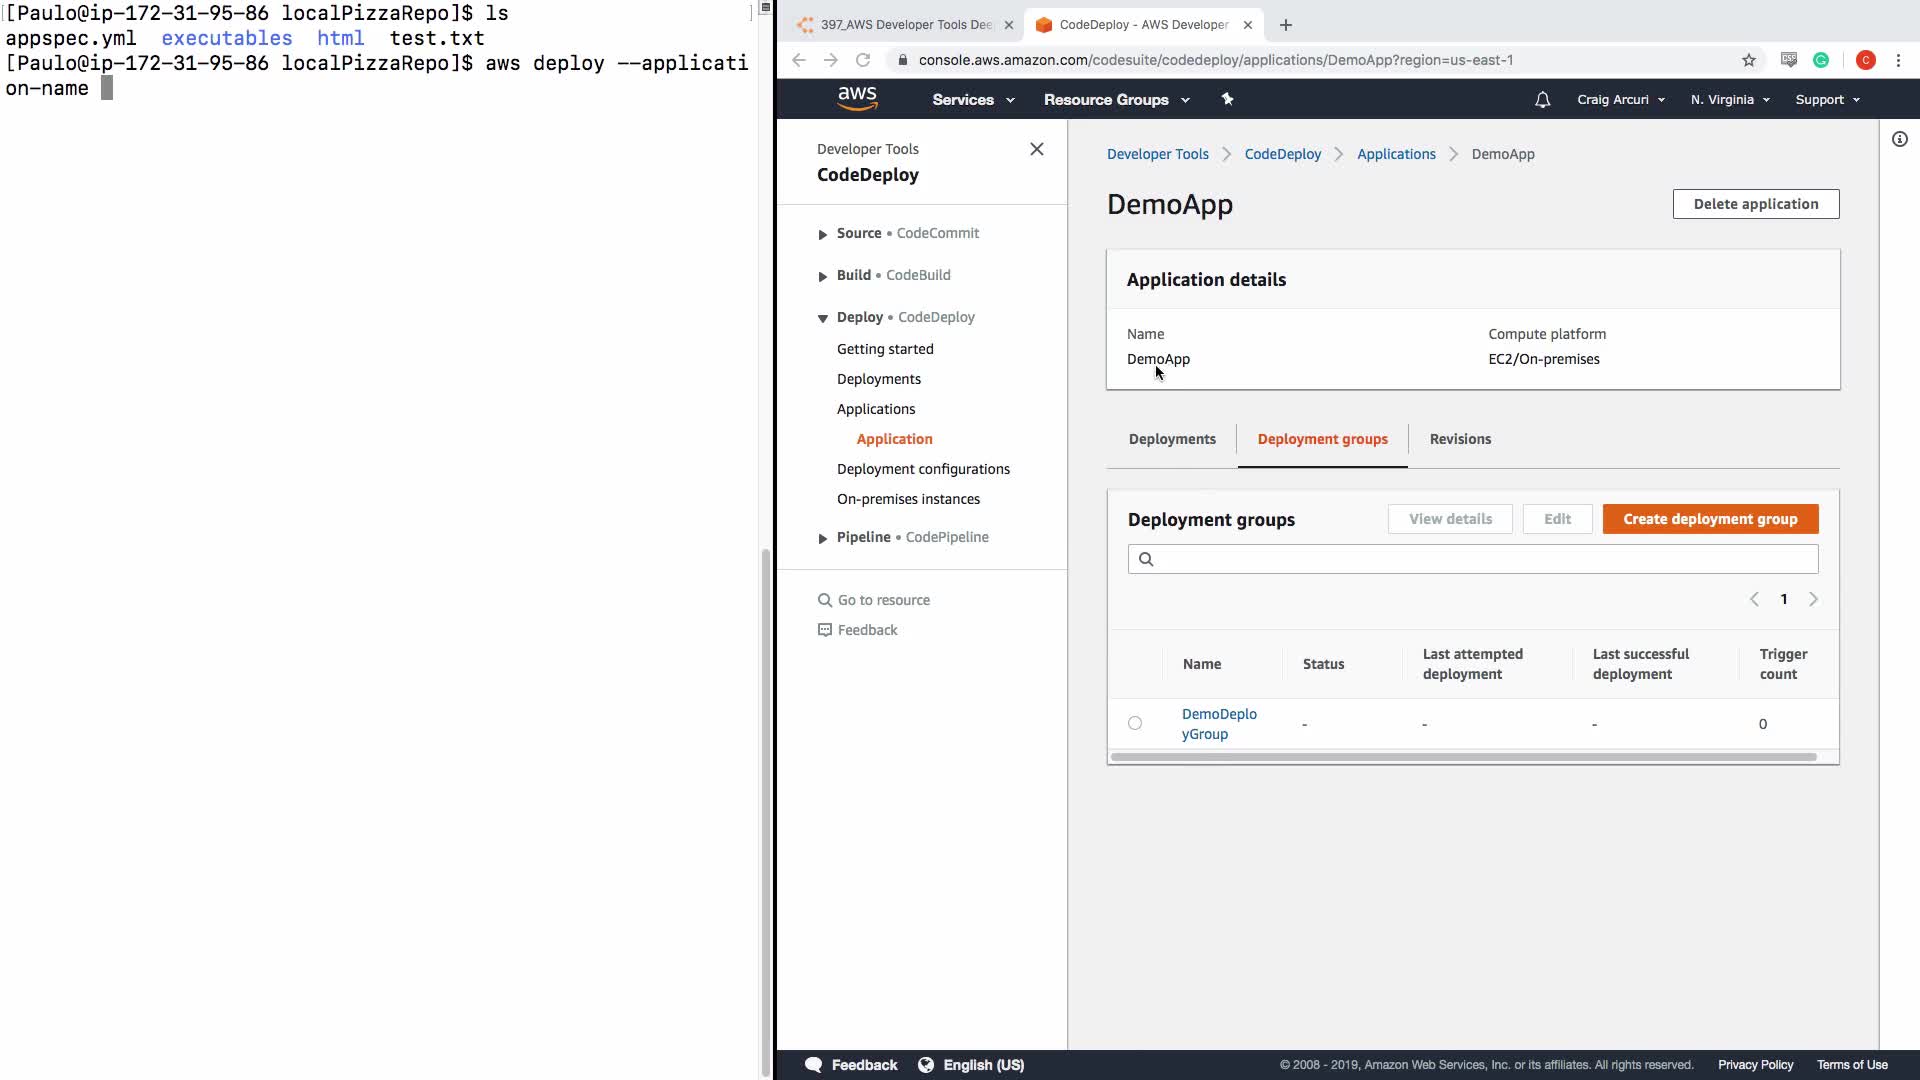 [Paulo@ip-172-31-95-86 localPizzaRepo]$ ls
appspec.yml executables html test.txt
[Paulo@ip-172-31-95-86 localPizzaRepo]$ aws deploy --applicati
on-name
397_AWS Developer Tools Dee
CodeDeploy - AWS Developer
console.aws.amazon.com/codesuite/codedeploy/applications/DemoApp?region=us-east-1
C
aws
Services
Resource Groups
Craig Arcuri
N. Virginia
Support
Developer Tools
CodeDeploy
Source • CodeCommit
Build • CodeBuild
Deploy • CodeDeploy
Getting started
Deployments
Applications
Application
Deployment configurations
On-premises instances
Pipeline • CodePipeline
Go to resource
Feedback
Developer Tools
CodeDeploy
Applications
DemoApp
DemoApp
Delete application
Application details
Name
Compute platform
DemoApp
EC2/On-premises
Deployments
Deployment groups
Revisions
Deployment groups
View details
Edit
Create deployment group
1
Name
Status
Last attempted
deployment
Last successful
deployment
Trigger
count
DemoDeplo
yGroup
-
-
-
0
Feedback
English (US)
© 2008 - 2019, Amazon Web Services, Inc. or its affiliates. All rights reserved.
Privacy Policy
Terms of Use